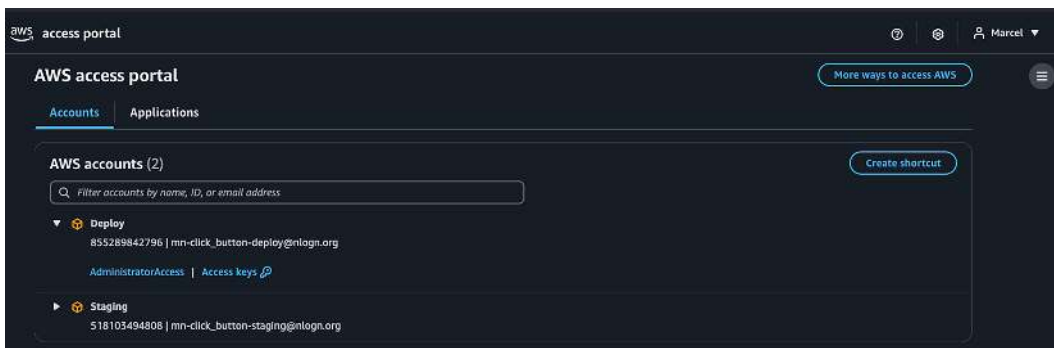 aws access portal Marcel
AWS access portal More ways to access AWS
Accounts Applications
AWS accounts (2) Create shortcut
Filter accounts by name, ID, or email address
Deploy
855289842796 | mn-click_button-deploy@nlogn.org
AdministratorAccess | Access keys
Staging
518103494808 | mn-click_button-staging@nlogn.org